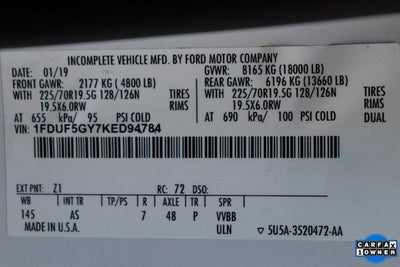 INCOMPLETE VEHICLE MFD. BY FORD MOTOR COMPANY
DATE: 01/19 GVWR: 8165 KG (18000 LB)
FRONT GAWR: 2177 KG ( 4800 LB) REAR GAWR: 6196 KG (13660 LB)
WITH 225/70R19.5G 128/126N TIRES WITH 225/70R19.5G 128/126N TIRES
19.5X6.0RW RIMS 19.5X6.0RW RIMS
AT 655 kPa/ 95 PSI COLD AT 690 kPa/ 100 PSI COLD
VIN: 1FDUF5GY7KED94784
EXT PNT: Z1 RC: 72 DSO:
WB INT TR TP/PS R AXLE TR SPR
145 AS 7 48 P VVBB
MADE IN U.S.A. ULN ▽5U5A-3520472-AA
CARFAX
1 OWNER